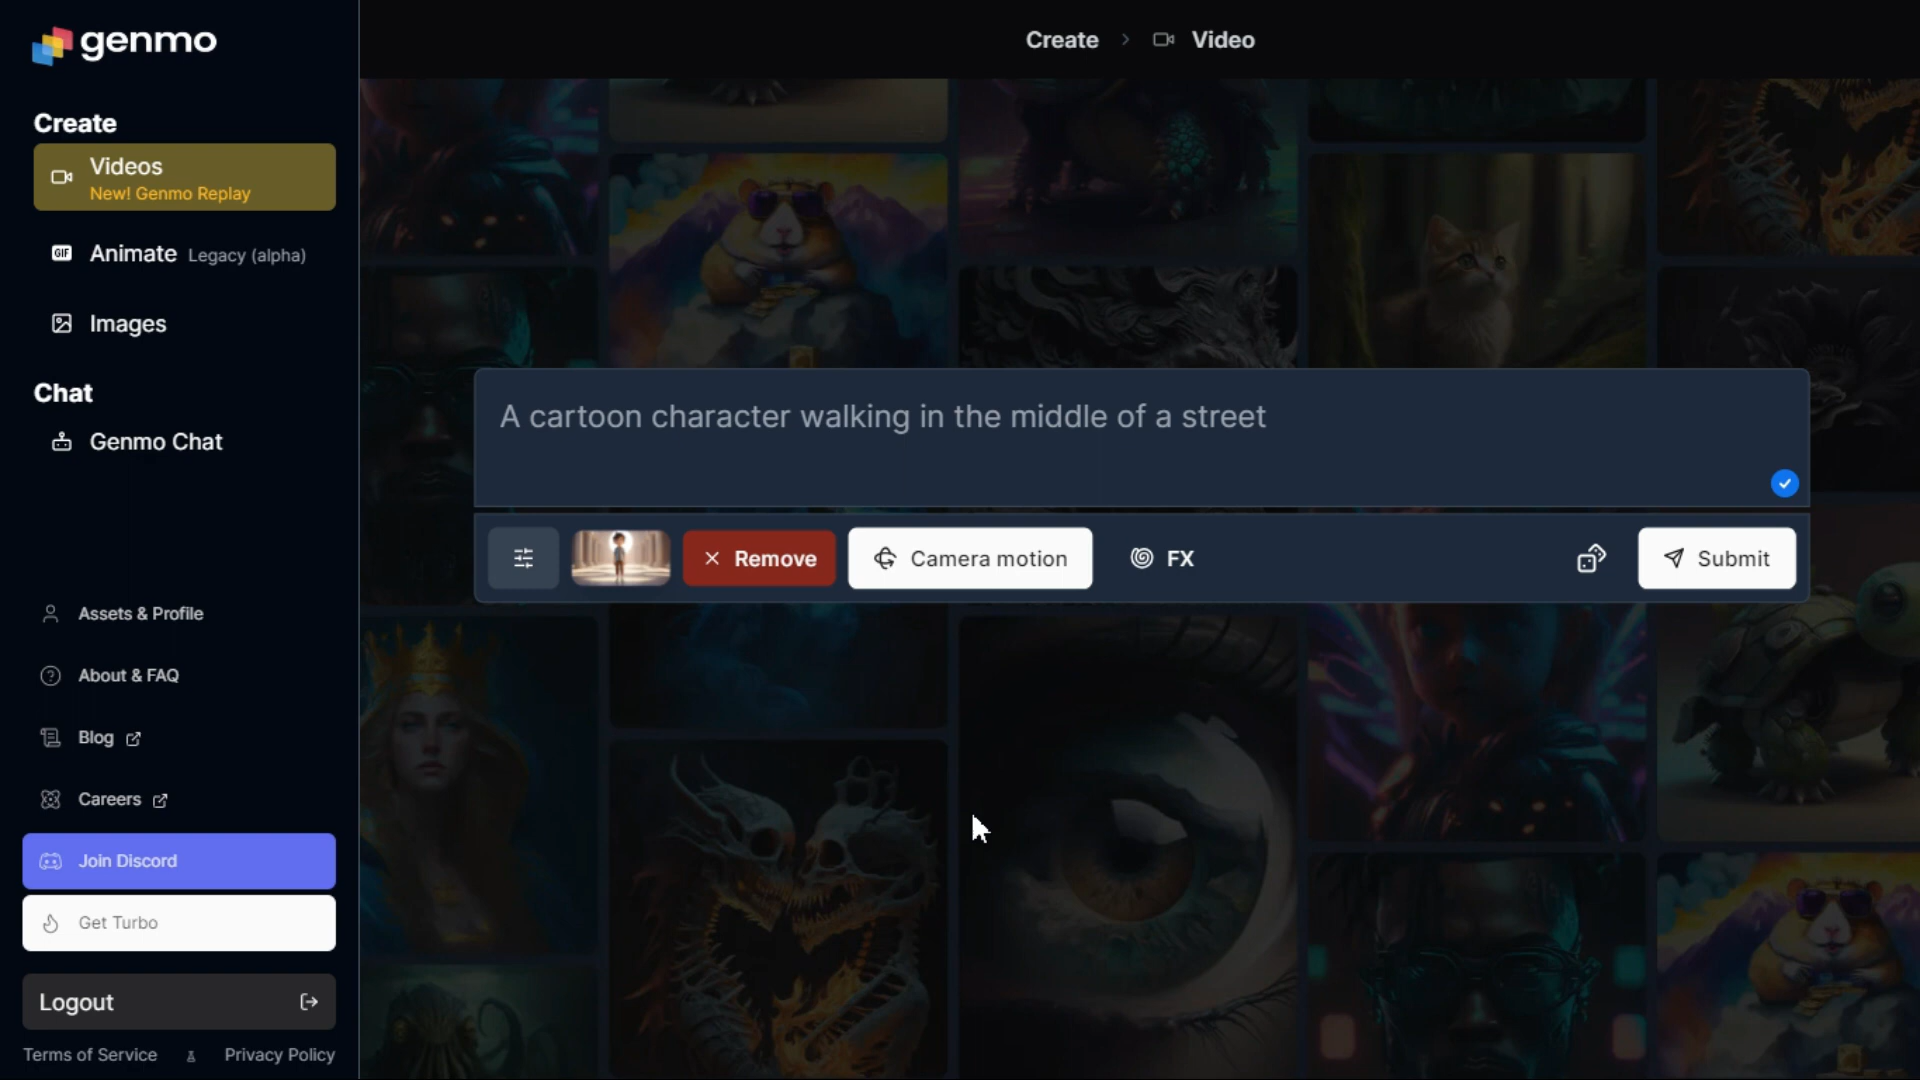 genmo
Create
Videos
New! Genmo Replay
GIF
Animate Legacy (alpha)
Images
Chat
Genmo Chat
Assets & Profile
About & FAQ
Blog
Careers
Join Discord
Get Turbo
Logout
Terms of Service
Privacy Policy
Create > Video
A cartoon character walking in the middle of a street
Remove
Camera motion
FX
Submit